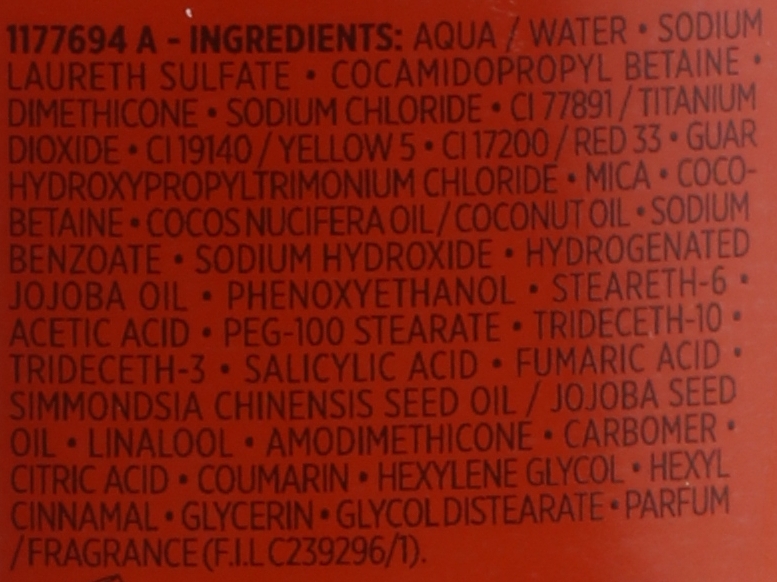 1177694 A - INGREDIENTS: AQUA / WATER • SODIUM
LAURETH SULFATE • COCAMIDOPROPYL BETAINE •
DIMETHICONE • SODIUM CHLORIDE • CI 77891 / TITANIUM
DIOXIDE • CI 19140 / YELLOW 5 • CI 17200 / RED 33 • GUAR
HYDROXYPROPYLTRIMONIUM CHLORIDE • MICA • COCO-
BETAINE • COCOS NUCIFERA OIL / COCONUT OIL • SODIUM
BENZOATE • SODIUM HYDROXIDE • HYDROGENATED
JOJOBA OIL • PHENOXYETHANOL • STEARETH-6 •
ACETIC ACID • PEG-100 STEARATE • TRIDECETH-10 •
TRIDECETH-3 • SALICYLIC ACID • FUMARIC ACID •
SIMMONDSIA CHINENSIS SEED OIL / JOJOBA SEED
OIL • LINALOOL • AMODIMETHICONE • CARBOMER •
CITRIC ACID • COUMARIN • HEXYLENE GLYCOL • HEXYL
CINNAMAL • GLYCERIN • GLYCOL DISTEARATE • PARFUM
/ FRAGRANCE (F.I.L C239296/1).